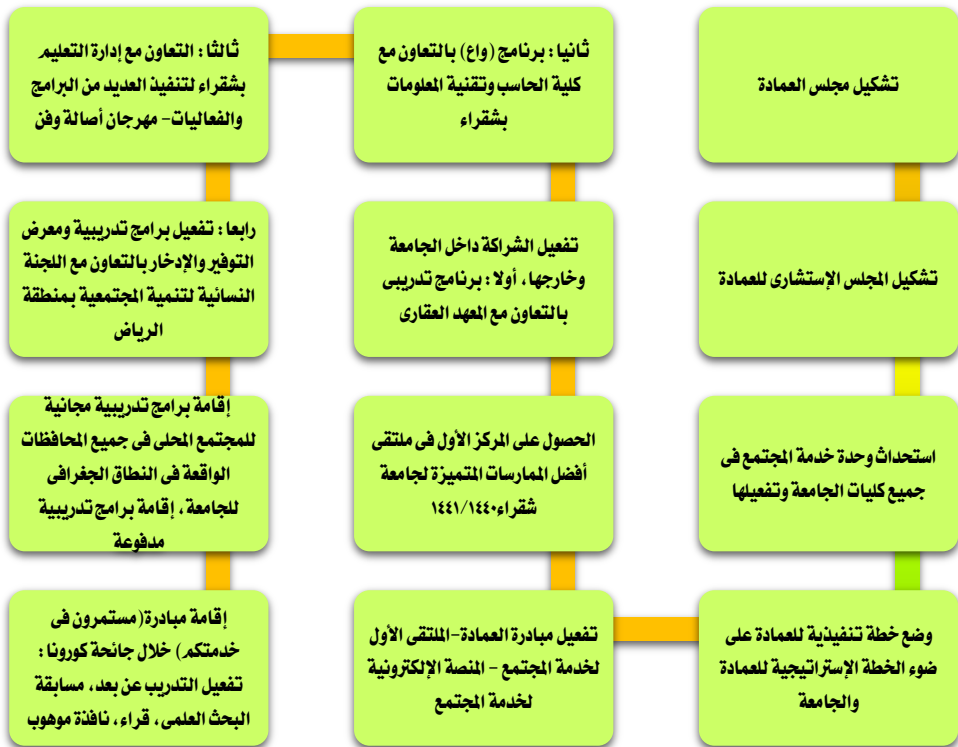 تشكيل مجلس العمادة
تشكيل المجلس الإستشارى للعمادة
استحداث وحدة خدمة المجتمع فى
جميع كليات الجامعة وتفعيلها
وضع خطة تنفيذية للعمادة على
ضوء الخطة الإستراتيجية للعمادة
والجامعة
تفعيل مبادرة العمادة-الملتقى الأول
لخدمة المجتمع - المنصة الإلكترونية
لخدمة المجتمع
الحصول على المركز الأول فى ملتقى
أفضل الممارسات المتميزة لجامعة
شقراء١٤٤١/١٤٤٠
تفعيل الشراكة داخل الجامعة
وخارجها، أولا: برنامج تدريبى
بالتعاون مع المعهد العقارى
ثانيا: برنامج (واع) بالتعاون مع
كلية الحاسب وتقنية المعلومات
بشقراء
ثالثا: التعاون مع إدارة التعليم
بشقراء لتنفيذ العديد من البرامج
والفعاليات- مهرجان أصالة وفن
رابعا: تفعيل برامج تدريبية ومعرض
التوفير والإدخار بالتعاون مع اللجنة
النسائية لتنمية المجتمعية بمنطقة
الرياض
إقامة برامج تدريبية مجانية
للمجتمع المحلى فى جميع المحافظات
الواقعة فى النطاق الجغرافى
للجامعة، إقامة برامج تدريبية
مدفوعة
إقامة مبادرة(مستمرون فى
خدمتكم) خلال جائحة كورونا:
تفعيل التدريب عن بعد، مسابقة
البحث العلمى، قراء، نافذة موهوب